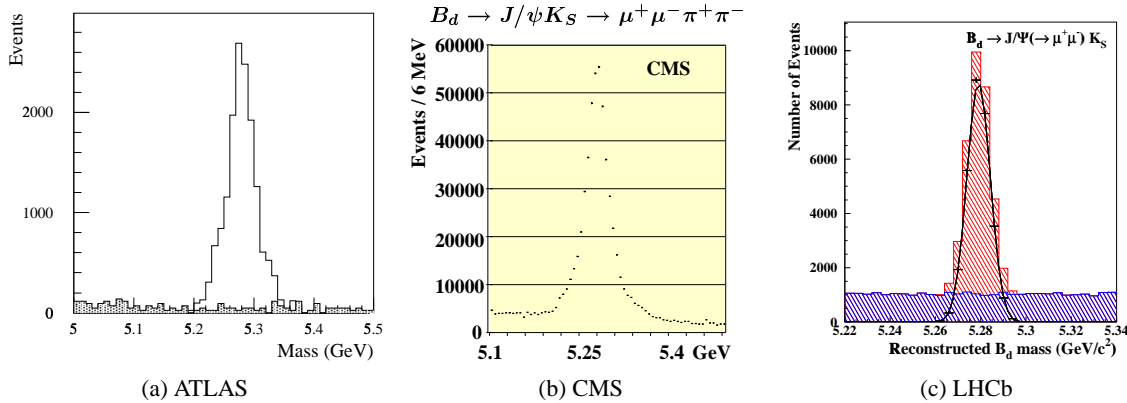 Events
2000
1000
0
5
5.1
5.2
5.3
5.4
5.5
Mass (GeV)
(a) ATLAS
B_d → J/ψK_S → μ⁺μ⁻π⁺π⁻
Events / 6 MeV
60000
50000
40000
30000
20000
10000
0
CMS
5.1
5.25
5.4 GeV
(b) CMS
Number of Events
10000
8000
6000
4000
2000
0
B_d → J/Ψ(→ μ⁺μ⁻) K_S
5.22
5.24
5.26
5.28
5.3
5.32
5.34
Reconstructed B_d mass (GeV/c²)
(c) LHCb